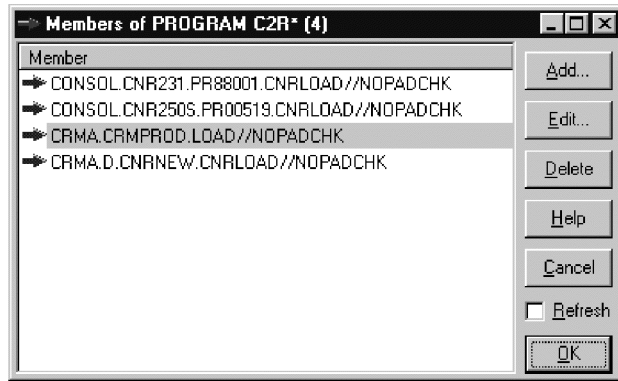 Members of PROGRAM C2R* (4)
Member
CONSOL.CNR231.PR88001.CNRLOAD//NOPADCHK
CONSOL.CNR250S.PR00519.CNRLOAD//NOPADCHK
CRMA.CRMPROD.LOAD//NOPADCHK
CRMA.D.CNRNEW.CNRLOAD//NOPADCHK
Add...
Edit...
Delete
Help
Cancel
Refresh
OK